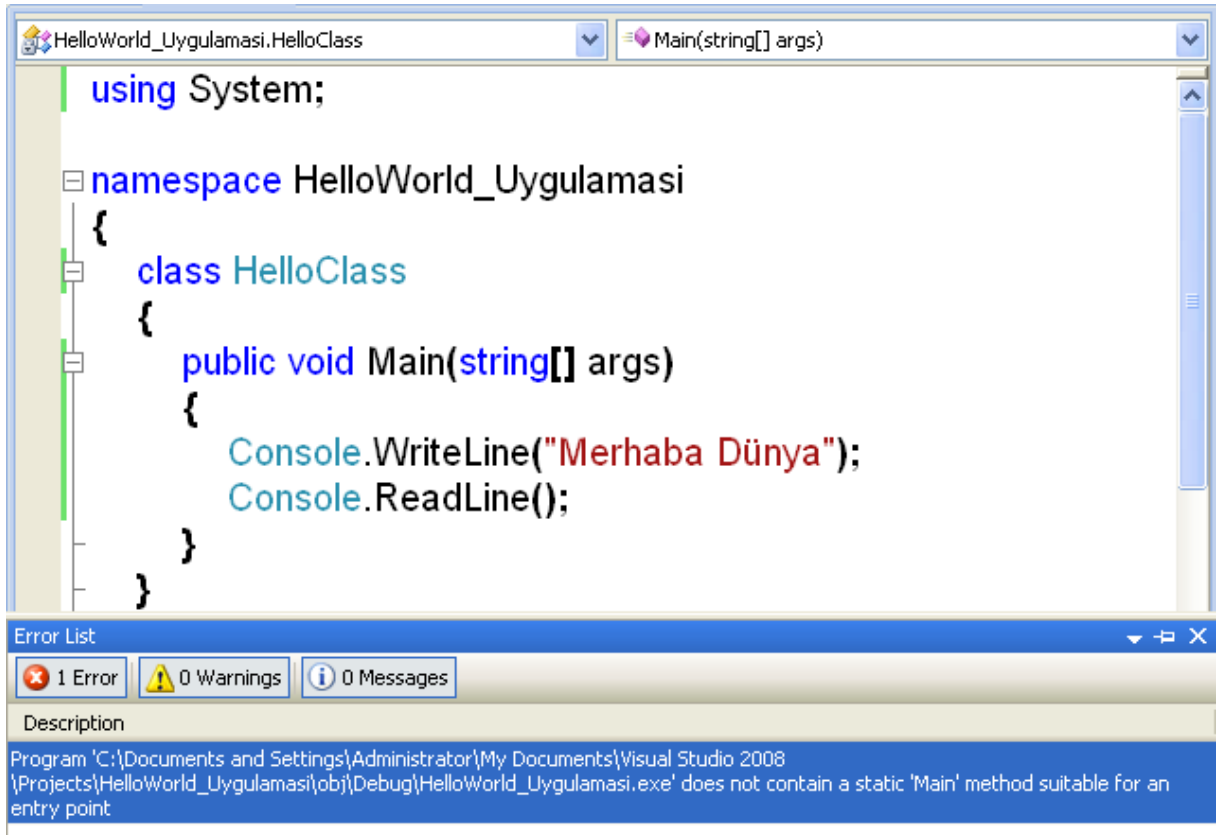 HelloWorld_Uygulamasi.HelloClass
Main(string[] args)
using System;
namespace HelloWorld_Uygulamasi
{
class HelloClass
{
public void Main(string[] args)
{
Console.WriteLine("Merhaba Dünya");
Console.ReadLine();
}
}
Error List
1 Error
0 Warnings
0 Messages
Description
Program 'C:\Documents and Settings\Administrator\My Documents\Visual Studio 2008
\Projects\HelloWorld_Uygulamasi\obj\Debug\HelloWorld_Uygulamasi.exe' does not contain a static 'Main' method suitable for an
entry point